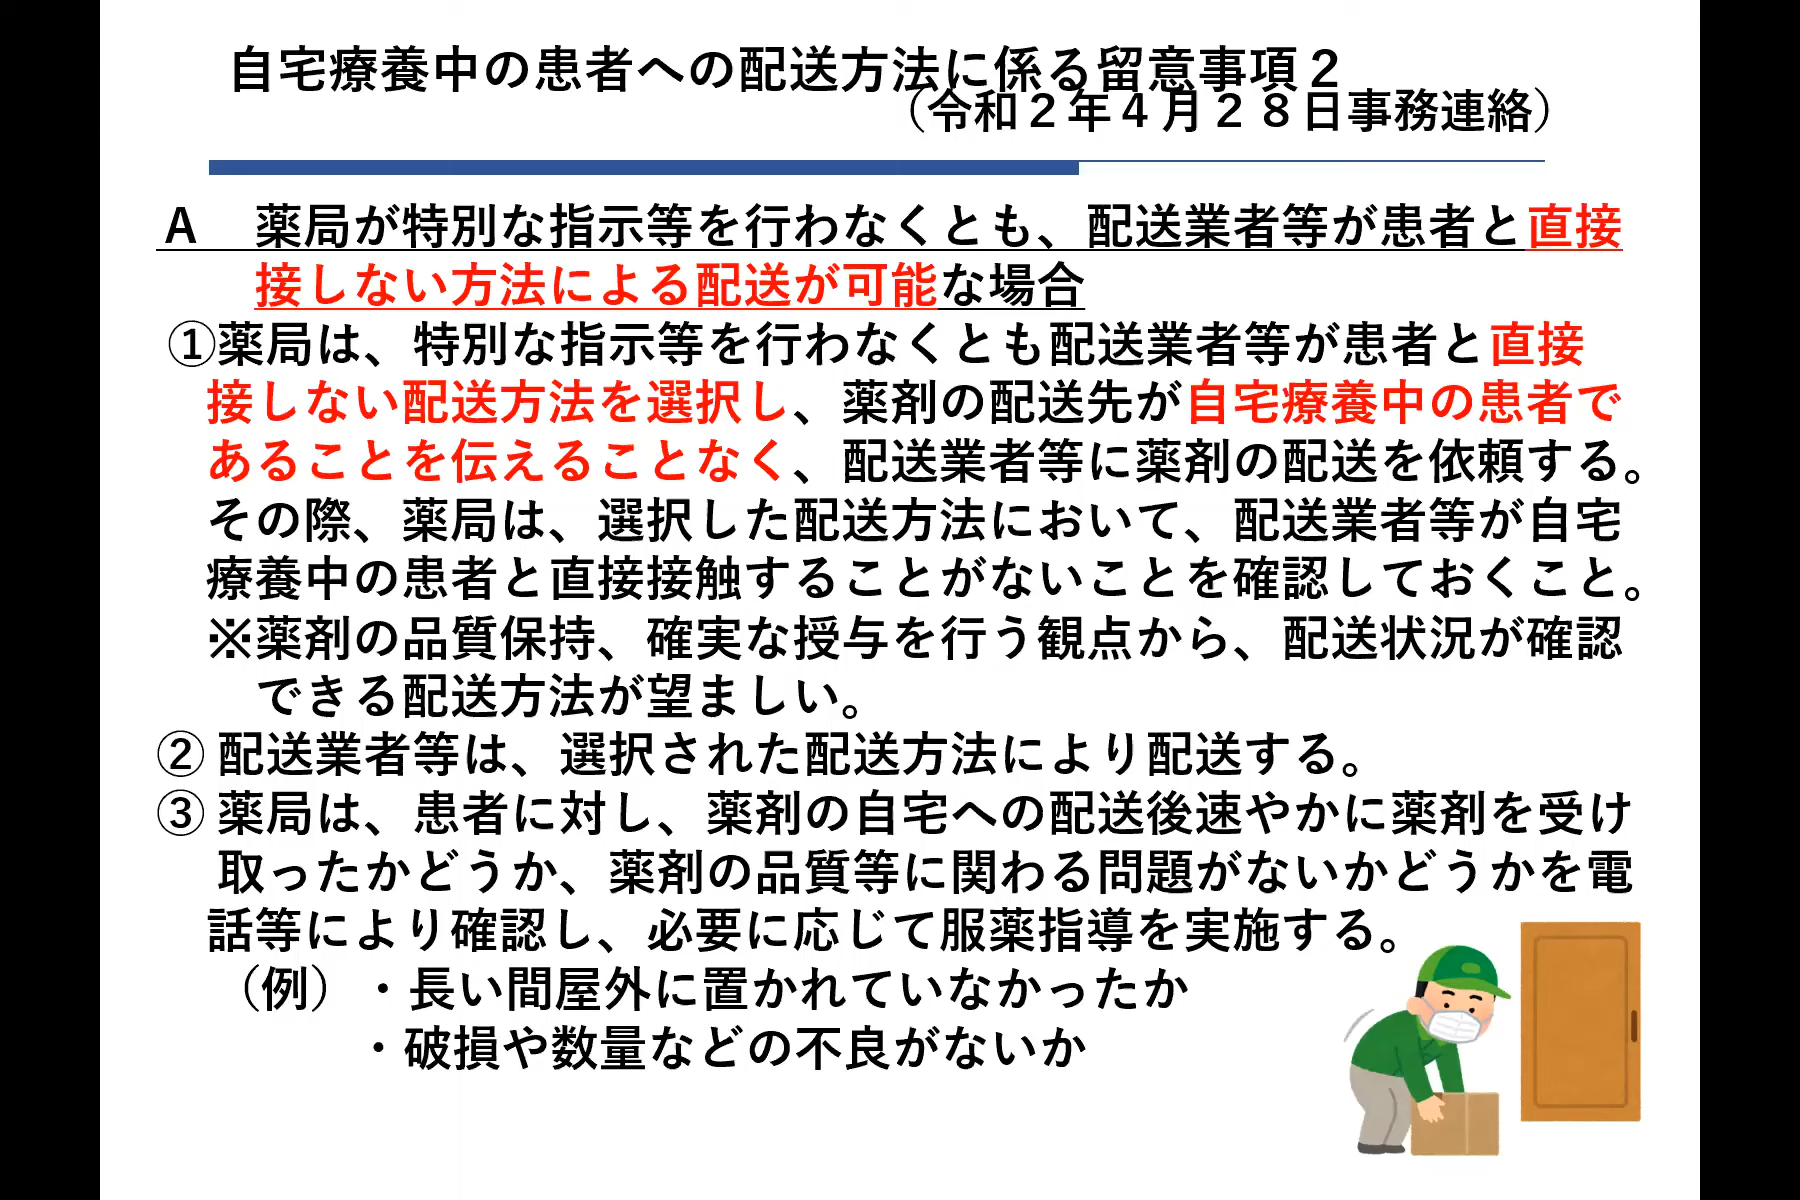 自宅療養中の患者への配送方法に係る留意事項２
（令和２年４月２８日事務連絡）
Ａ　薬局が特別な指示等を行わなくとも、配送業者等が患者と直接
接しない方法による配送が可能な場合
①薬局は、特別な指示等を行わなくとも配送業者等が患者と直接
接しない配送方法を選択し、薬剤の配送先が自宅療養中の患者で
あることを伝えることなく、配送業者等に薬剤の配送を依頼する。
その際、薬局は、選択した配送方法において、配送業者等が自宅
療養中の患者と直接接触することがないことを確認しておくこと。
※薬剤の品質保持、確実な授与を行う観点から、配送状況が確認
できる配送方法が望ましい。
② 配送業者等は、選択された配送方法により配送する。
③ 薬局は、患者に対し、薬剤の自宅への配送後速やかに薬剤を受け
取ったかどうか、薬剤の品質等に関わる問題がないかどうかを電
話等により確認し、必要に応じて服薬指導を実施する。
（例）・長い間屋外に置かれていなかったか
・破損や数量などの不良がないか